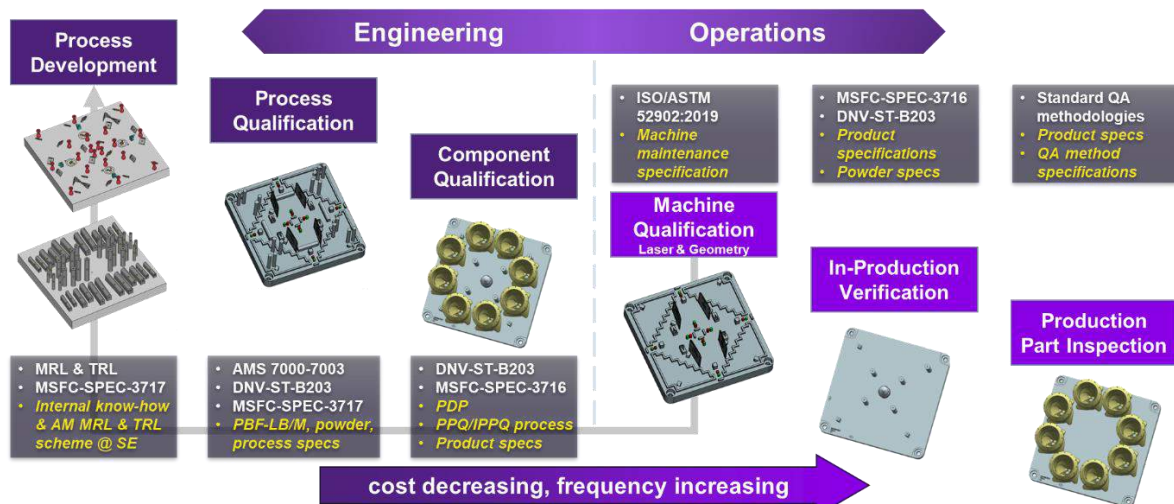 Engineering
Operations
Process
Development
Process
Qualification
Component
Qualification
• MRL & TRL
• MSFC-SPEC-3717
• Internal know-how
& AM MRL & TRL
scheme @ SE
• AMS 7000-7003
• DNV-ST-B203
• MSFC-SPEC-3717
• PBF-LB/M, powder,
process specs
• DNV-ST-B203
• MSFC-SPEC-3716
• PDP
• PPQ/IPPQ process
• Product specs
• ISO/ASTM
52902:2019
• Machine
maintenance
specification
• MSFC-SPEC-3716
• DNV-ST-B203
• Product
specifications
• Powder specs
• Standard QA
methodologies
• Product specs
• QA method
specifications
Machine
Qualification
Laser & Geometry
In-Production
Verification
Production
Part Inspection
cost decreasing, frequency increasing